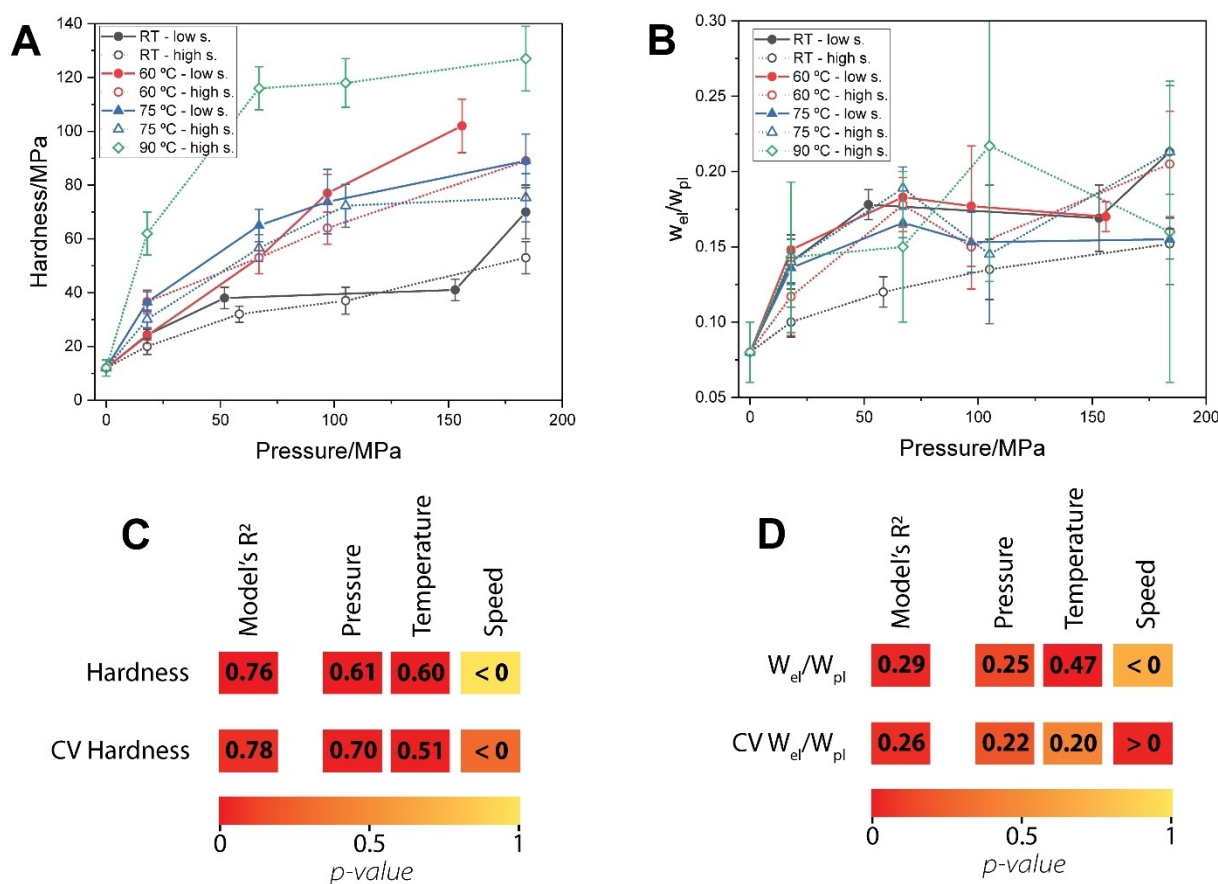 A
140
120
100
80
60
40
20
0
Hardness/MPa
RT - low s.
RT - high s.
60 ºC - low s.
60 ºC - high s.
75 ºC - low s.
75 ºC - high s.
90 ºC - high s.
0 50 100 150 200
Pressure/MPa
B
0.30
0.25
0.20
0.15
0.10
0.05
w_el/w_pl
RT - low s.
RT - high s.
60 ºC - low s.
60 ºC - high s.
75 ºC - low s.
75 ºC - high s.
90 ºC - high s.
0 50 100 150 200
Pressure/MPa
C
Model's R² Pressure Temperature Speed
Hardness 0.76 0.61 0.60 < 0
CV Hardness 0.78 0.70 0.51 < 0
0 0.5 1
p-value
D
Model's R² Pressure Temperature Speed
W_el/W_pl 0.29 0.25 0.47 < 0
CV W_el/W_pl 0.26 0.22 0.20 > 0
0 0.5 1
p-value